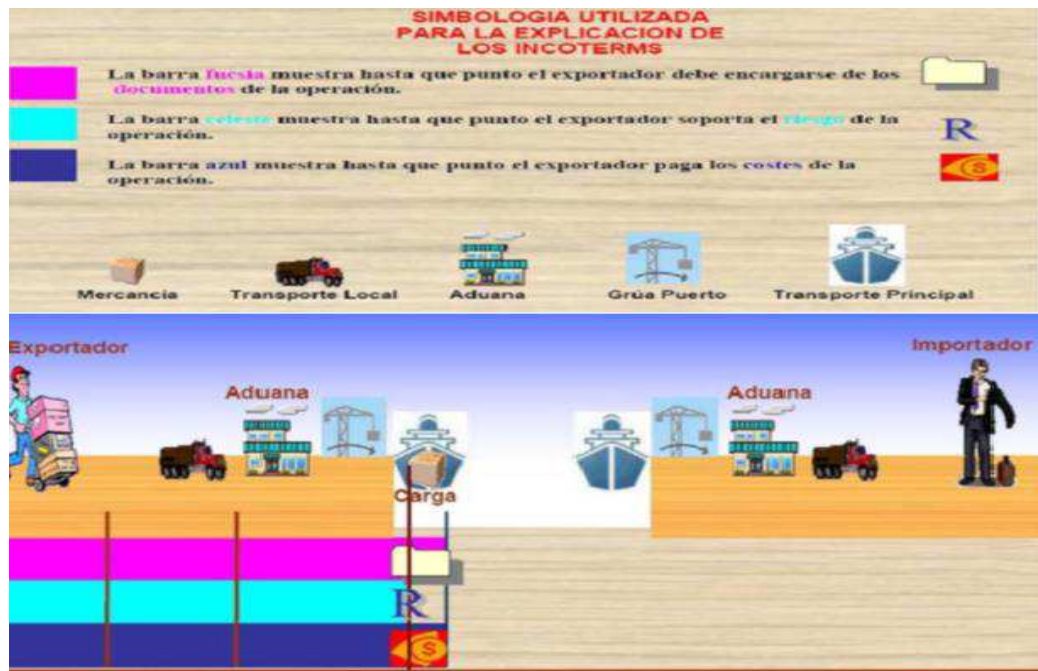 SIMBOLOGIA UTILIZADA
PARA LA EXPLICACION DE
LOS INCOTERMS
La barra fucsia muestra hasta que punto el exportador debe encargarse de los
documentos de la operación.
La barra celeste muestra hasta que punto el exportador soporta el riesgo de la
operación.
R
La barra azul muestra hasta que punto el exportador paga los costes de la
operación.
$
Mercancia
Transporte Local
Aduana
Grúa Puerto
Transporte Principal
Exportador
Importador
Aduana
Aduana
Carga
R
$